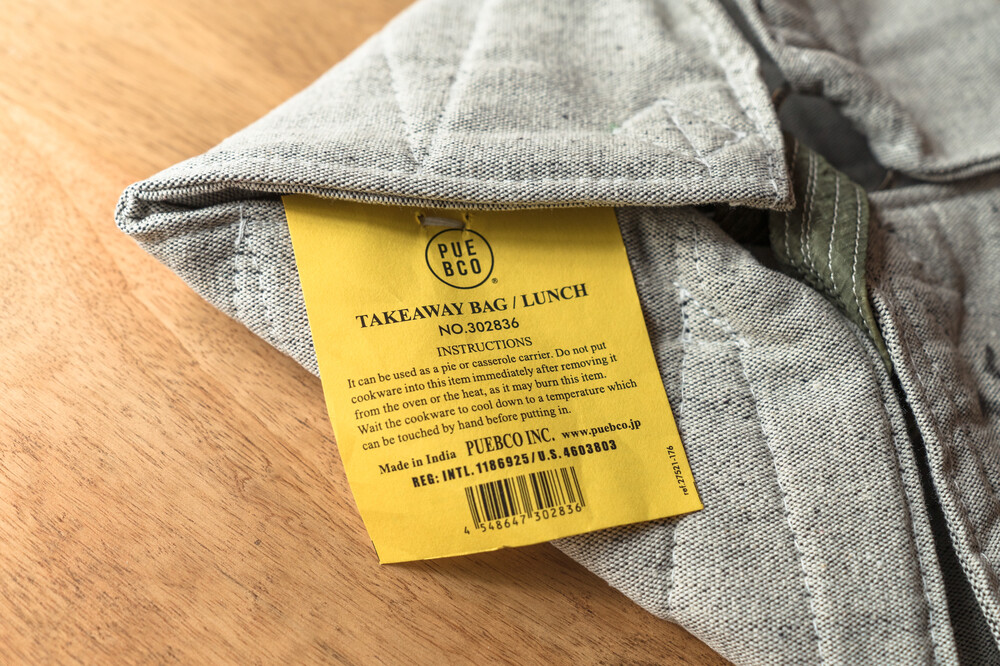 PUE
BCO
®
TAKEAWAY BAG / LUNCH
NO.302836
INSTRUCTIONS
It can be used as a pie or casserole carrier. Do not put
cookware into this item immediately after removing it
from the oven or the heat, as it may burn this item.
Wait the cookware to cool down to a temperature which
can be touched by hand before putting in.
Made in India PUEBCO INC. www.puebco.jp
REG: INTL. 1186925 / U.S. 4603803
4 548647 302836
ref.27521-176